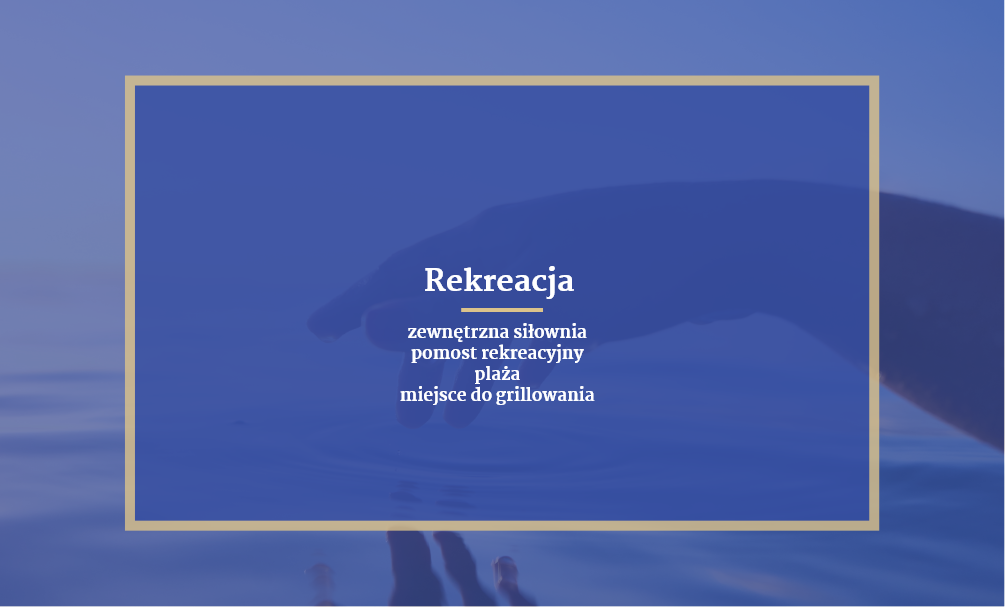 Rekreacja
zewnętrzna siłownia
pomost rekreacyjny
plaża
miejsce do grillowania